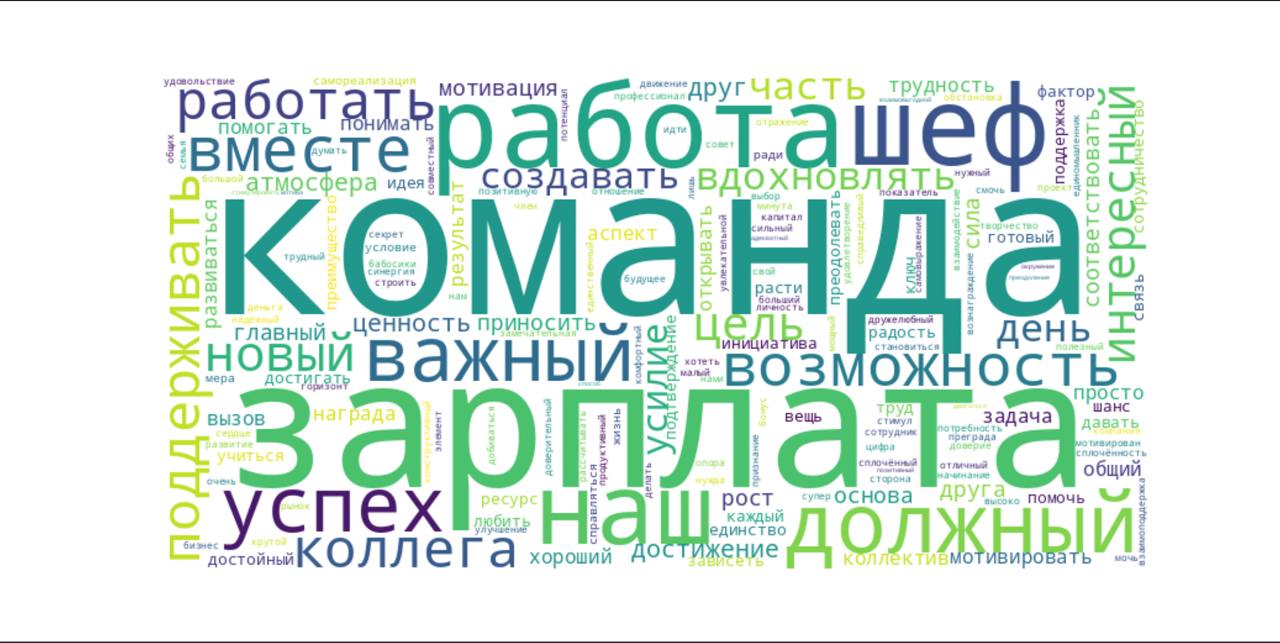 удовольствие
самореализация
работать
мотивация
движение
друг
часть
трудность
фактор
профессионал
обстановка
потенциал
помогать
понимать
работа
шеф
идти
отражение
совет
ради
поддержка
единомышленник
соответствовать
интересный
сотрудничество
общих
семья
вместе
думать
совместный
большой
атмосфера
идея
создавать
вдохновлять
нужный
позитивную
отношение
лишь
выбор
показатель
смочь
проект
поддерживать
развиваться
команда
преимущество
секрет
условие
трудный
бабосики
синергия
строить
результат
нам
член
аспект
единственный
будущее
открывать
увлекательной
минута
капитал
сильный
свой
расти
больший
личность
преодолевать
удовлетворение
справедливый
ключ
самовыражение
взаимодействие
сила
вознаграждение
творчество
готовый
окружение
преодоление
связь
деньга
надёжный
главный
ценность
приносить
замечательная
цель
инициатива
мощный
дружелюбный
радость
становиться
день
полезный
новый
важный
комфортный
усилие
подтверждение
хотеть
малый
нами
возможность
мера
достигать
горизонт
способ
просто
зарплата
вызов
награда
сердце
развитие
учиться
очень
конструктивный
элемент
добиваться
доверительный
рассчитывать
справляться
продуктивный
жизнь
делать
опора
нужда
признание
бонус
вещь
труд
стимул
сотрудник
цифра
сплочённый
позитивный
сторона
потребность
преграда
доверие
отличный
начинание
задача
шанс
давать
компания
мотивирован
сплочённость
общий
успех
рынок
ресурс
любить
улучшение
наш
рост
супер
основа
друга
высоко
помочь
каждый
единство
должный
взаимоподдержка
бизнес
крутой
достойный
коллега
хороший
достижение
зависеть
коллектив
мотивировать
мочь